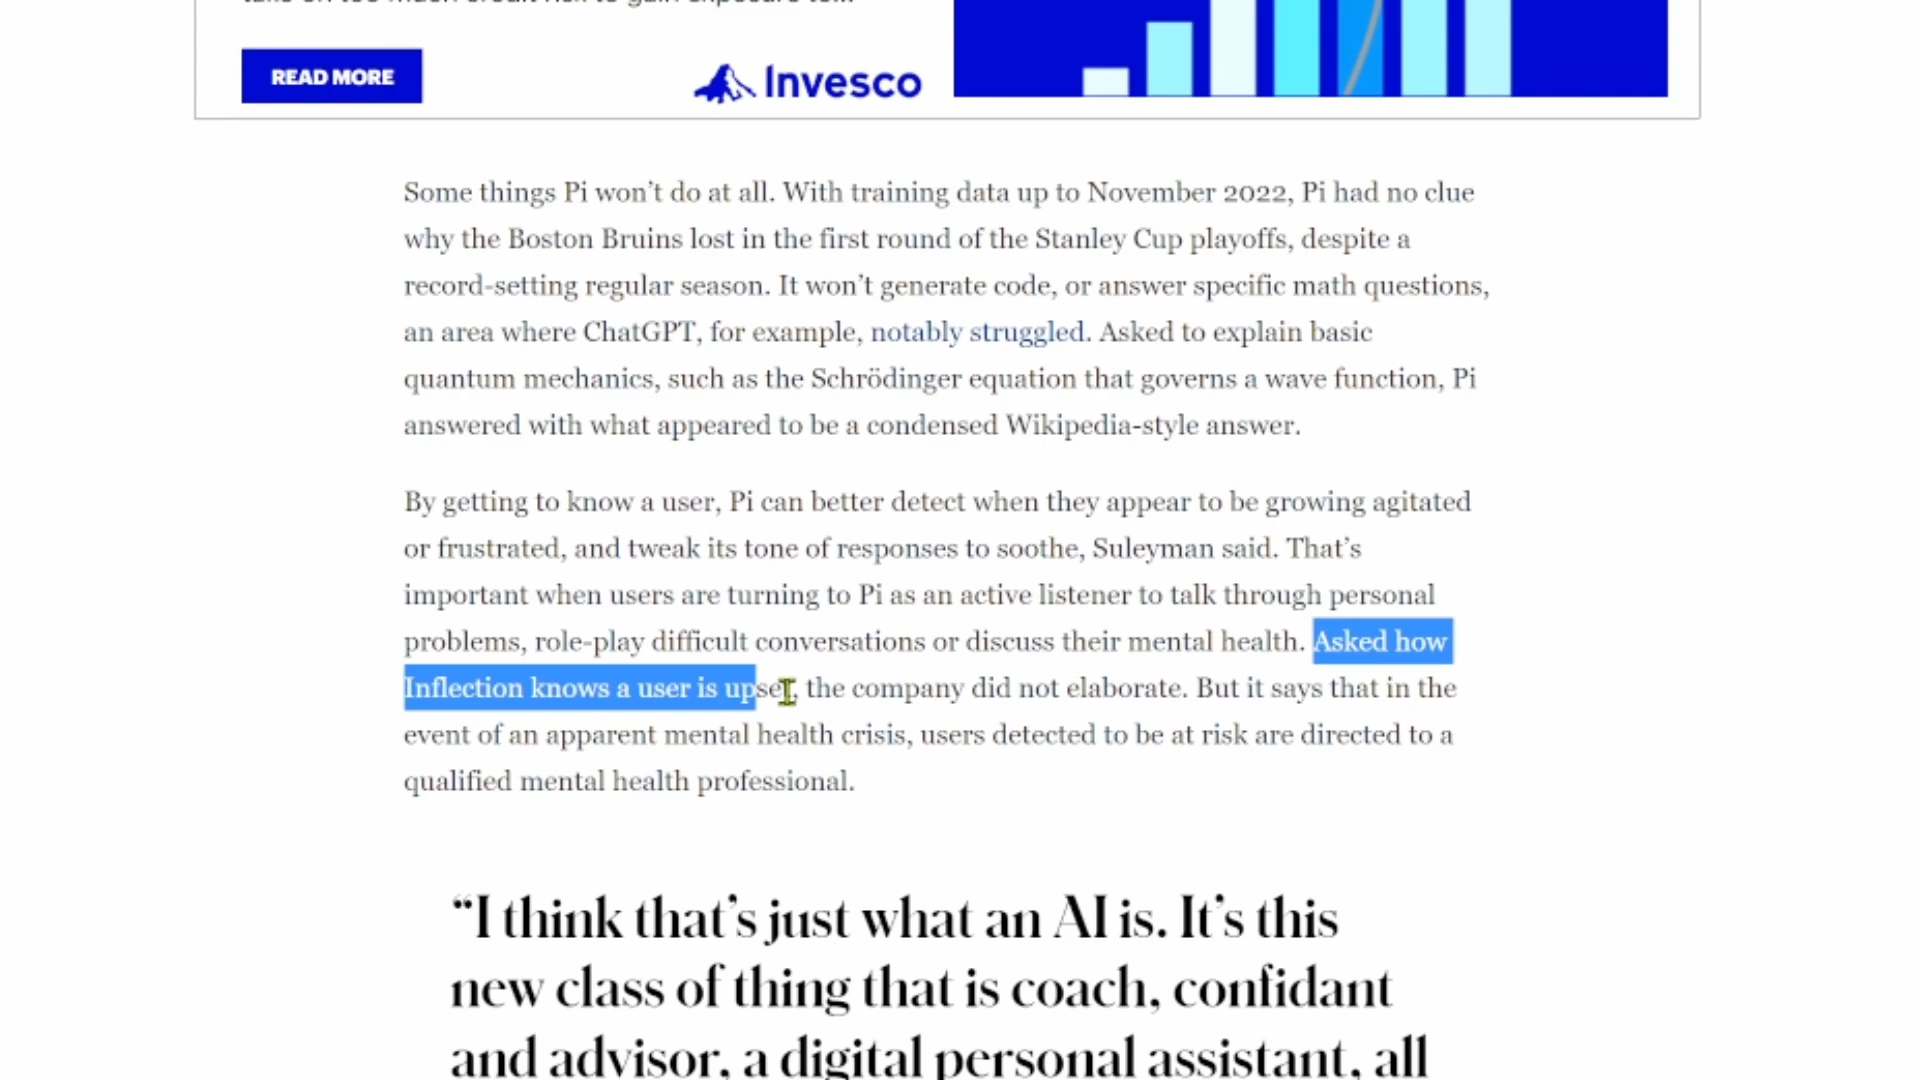 take on too much credit risk to gain exposure to...
READ MORE
Invesco
Some things Pi won’t do at all. With training data up to November 2022, Pi had no clue
why the Boston Bruins lost in the first round of the Stanley Cup playoffs, despite a
record-setting regular season. It won’t generate code, or answer specific math questions,
an area where ChatGPT, for example, notably struggled. Asked to explain basic
quantum mechanics, such as the Schrödinger equation that governs a wave function, Pi
answered with what appeared to be a condensed Wikipedia-style answer.
By getting to know a user, Pi can better detect when they appear to be growing agitated
or frustrated, and tweak its tone of responses to soothe, Suleyman said. That’s
important when users are turning to Pi as an active listener to talk through personal
problems, role-play difficult conversations or discuss their mental health. Asked how
Inflection knows a user is upset, the company did not elaborate. But it says that in the
event of an apparent mental health crisis, users detected to be at risk are directed to a
qualified mental health professional.
“I think that’s just what an AI is. It’s this
new class of thing that is coach, confidant
and advisor, a digital personal assistant, all